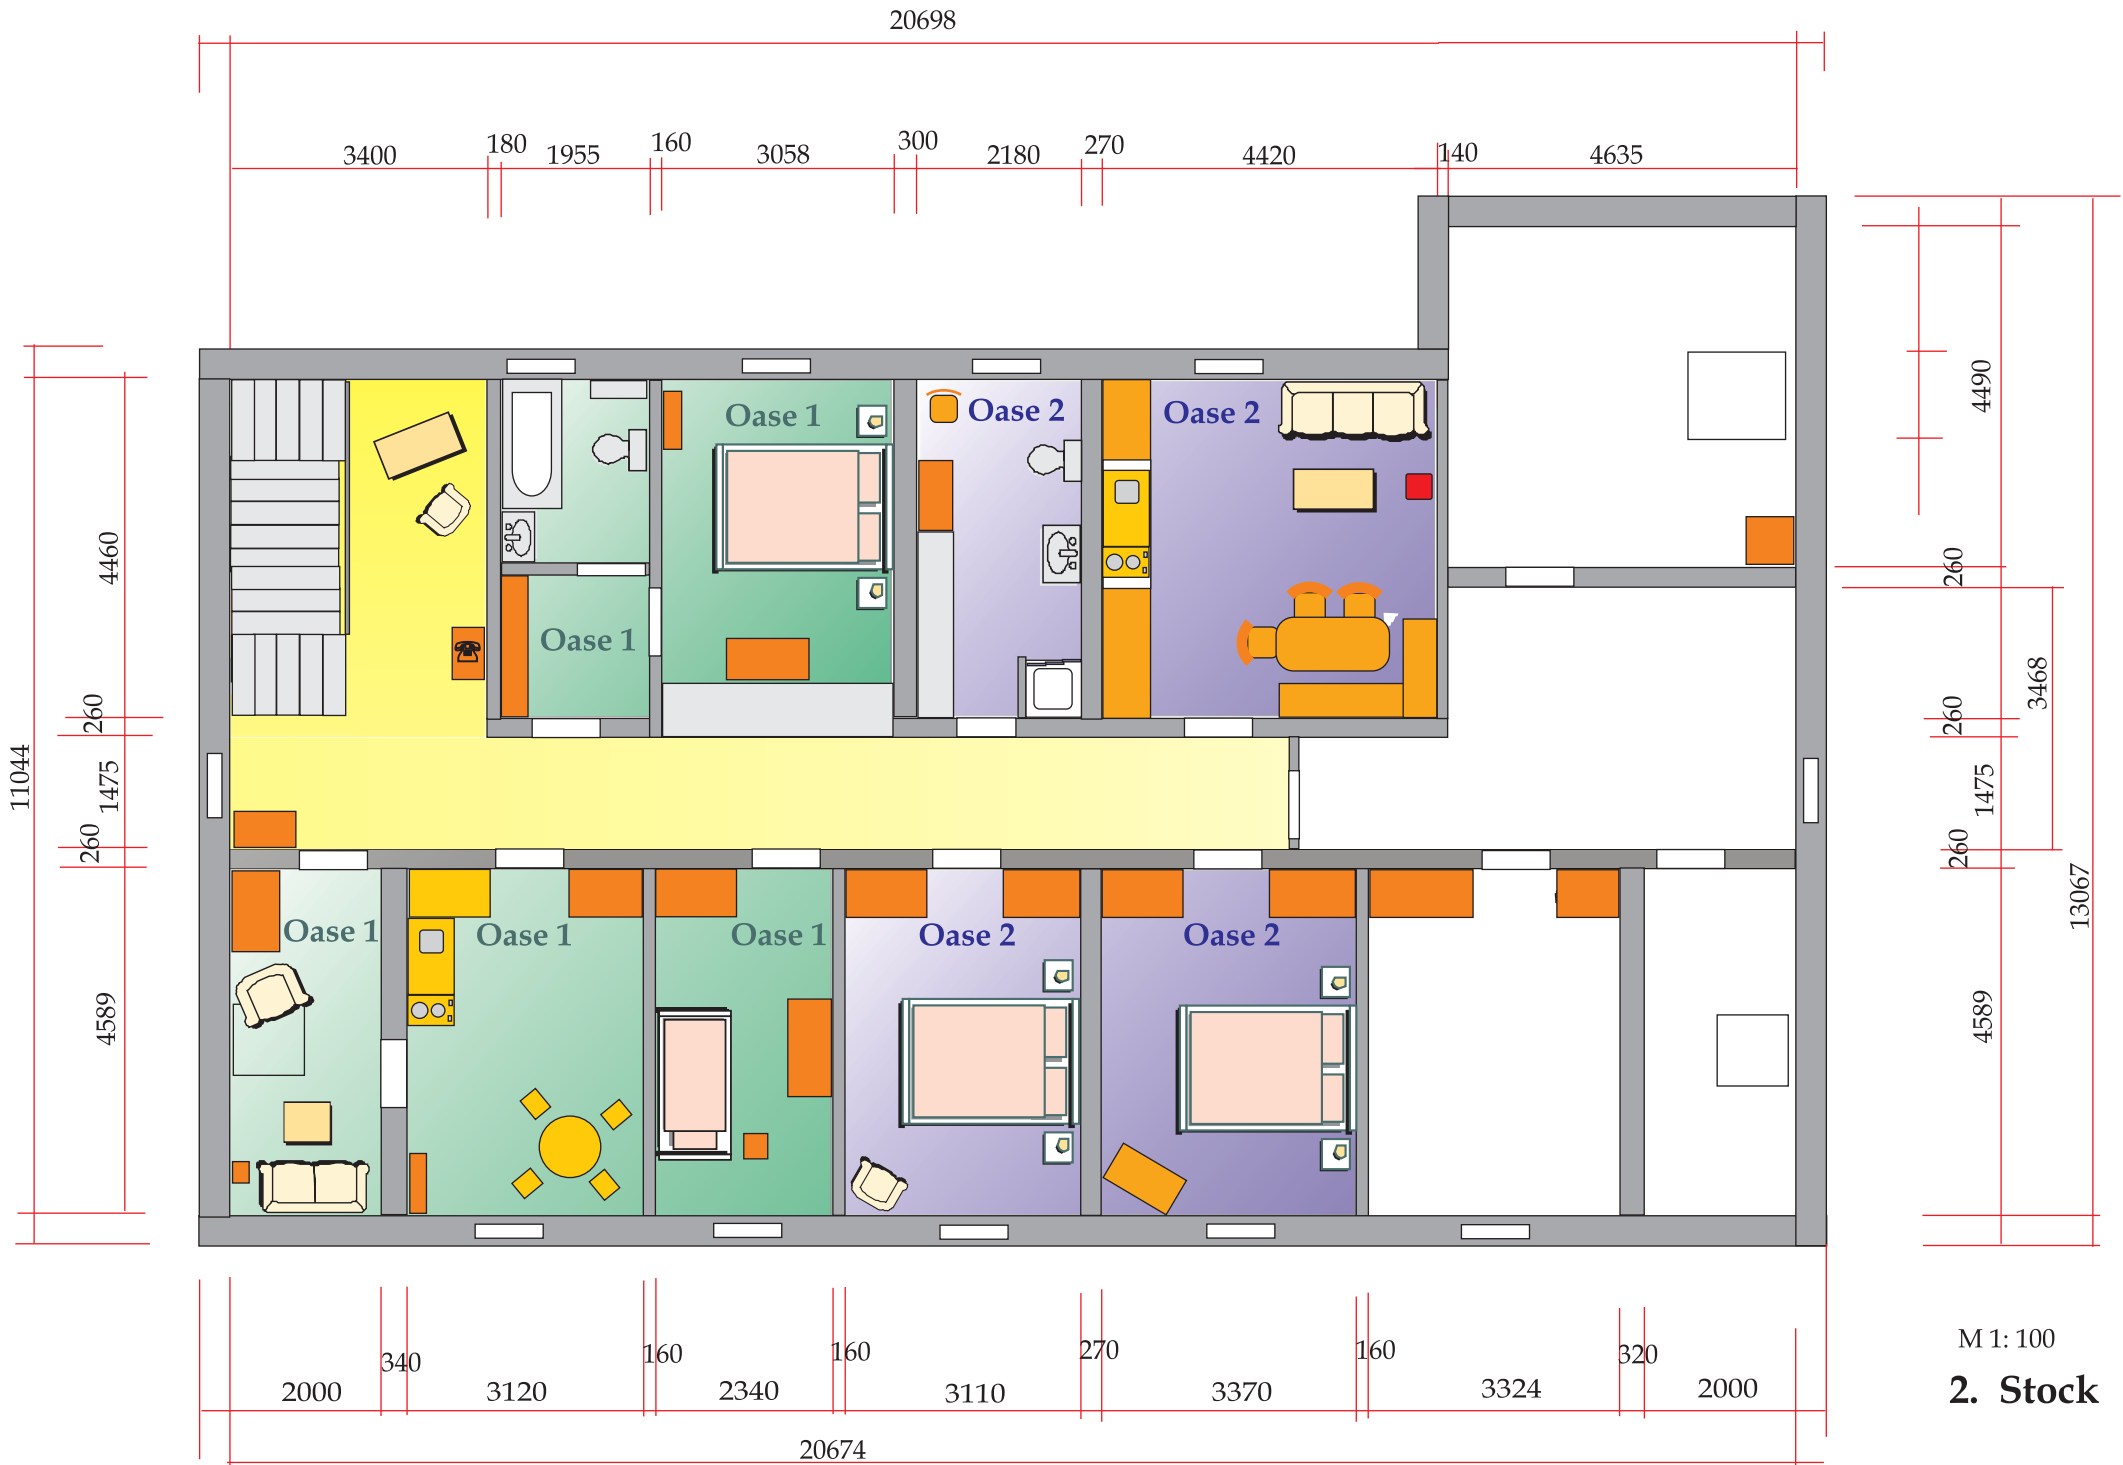 20698
3400 180 1955 160 3058 300 2180 270 4420 140 4635
Oase 1
Oase 2
Oase 2
Oase 1
11044
4460
260
1475
260
4589
4490
260
3468
260
1475
260
4589
13067
Oase 1
Oase 1
Oase 1
Oase 2
Oase 2
2000 340 3120 160 2340 160 3110 270 3370 160 3324 320 2000
20674
M 1: 100
2. Stock